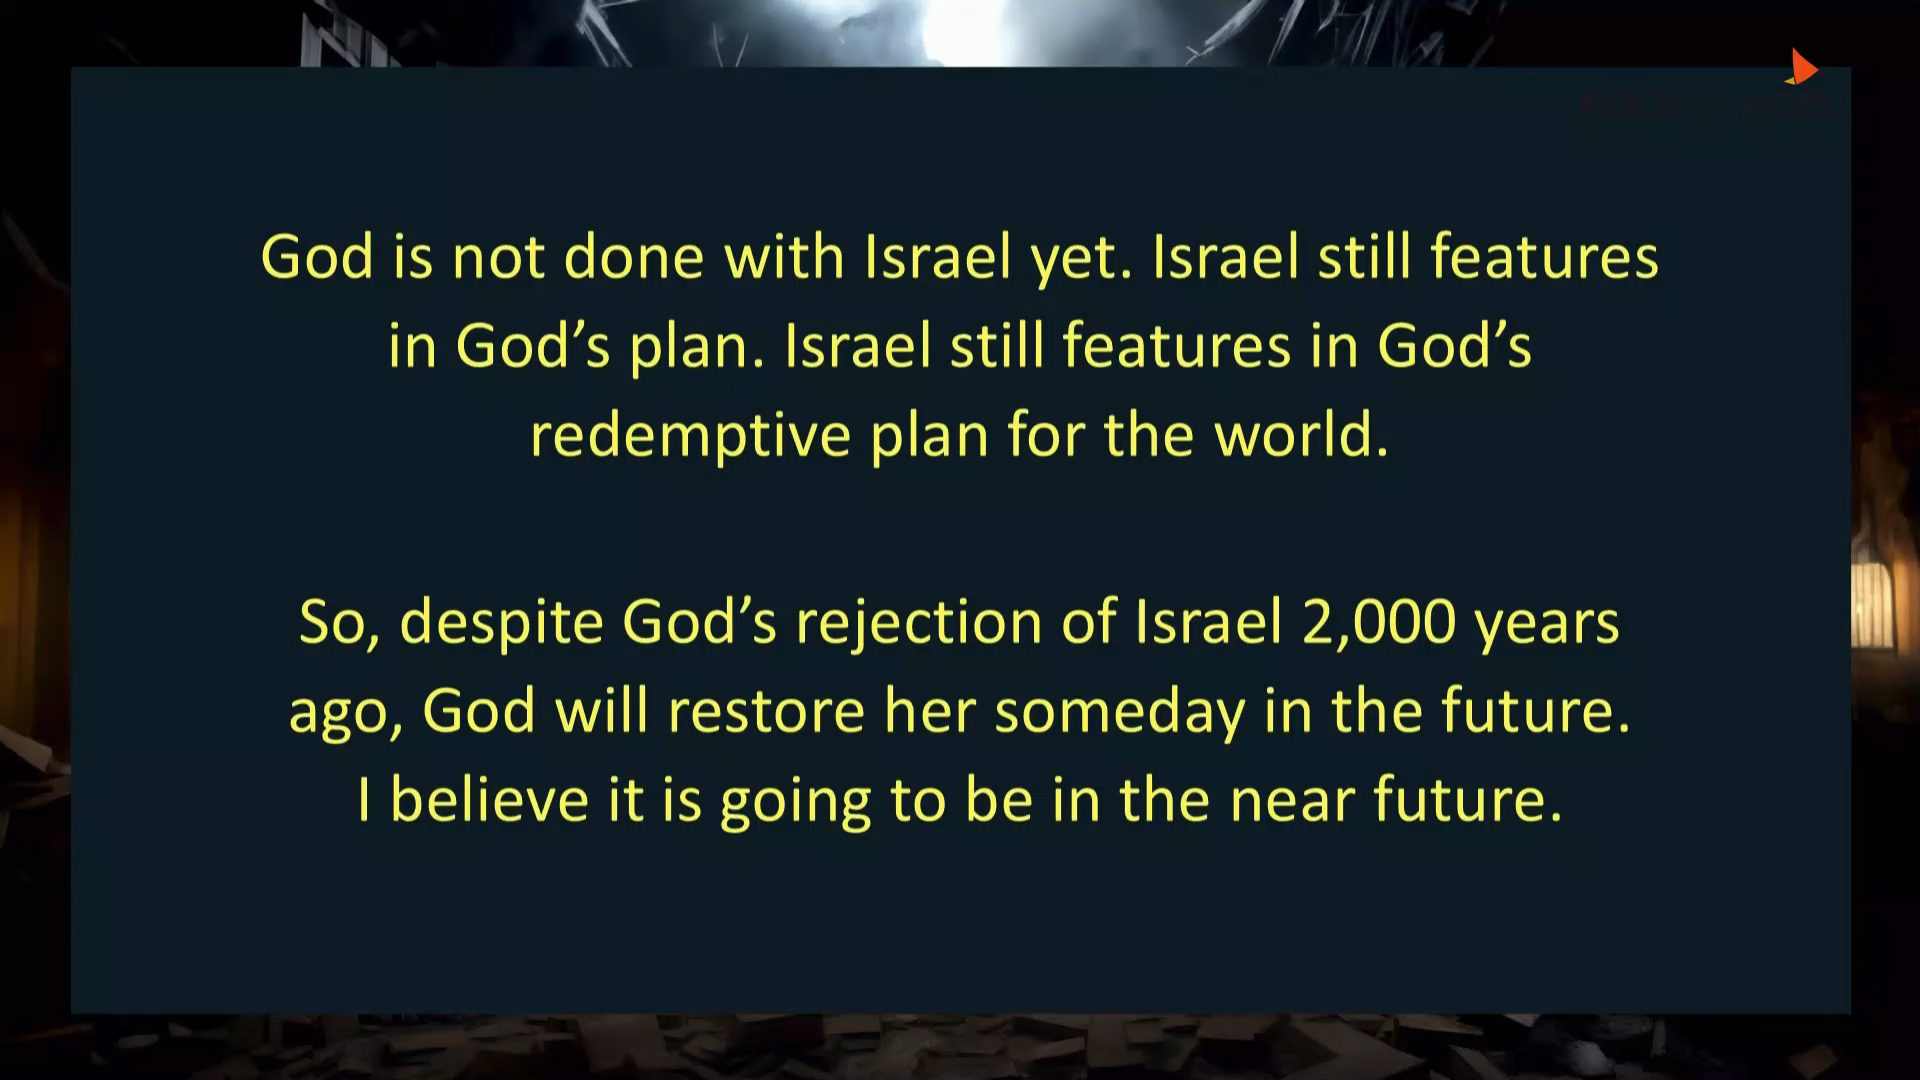 God is not done with Israel yet. Israel still features
in God’s plan. Israel still features in God’s
redemptive plan for the world.
So, despite God’s rejection of Israel 2,000 years
ago, God will restore her someday in the future.
I believe it is going to be in the near future.